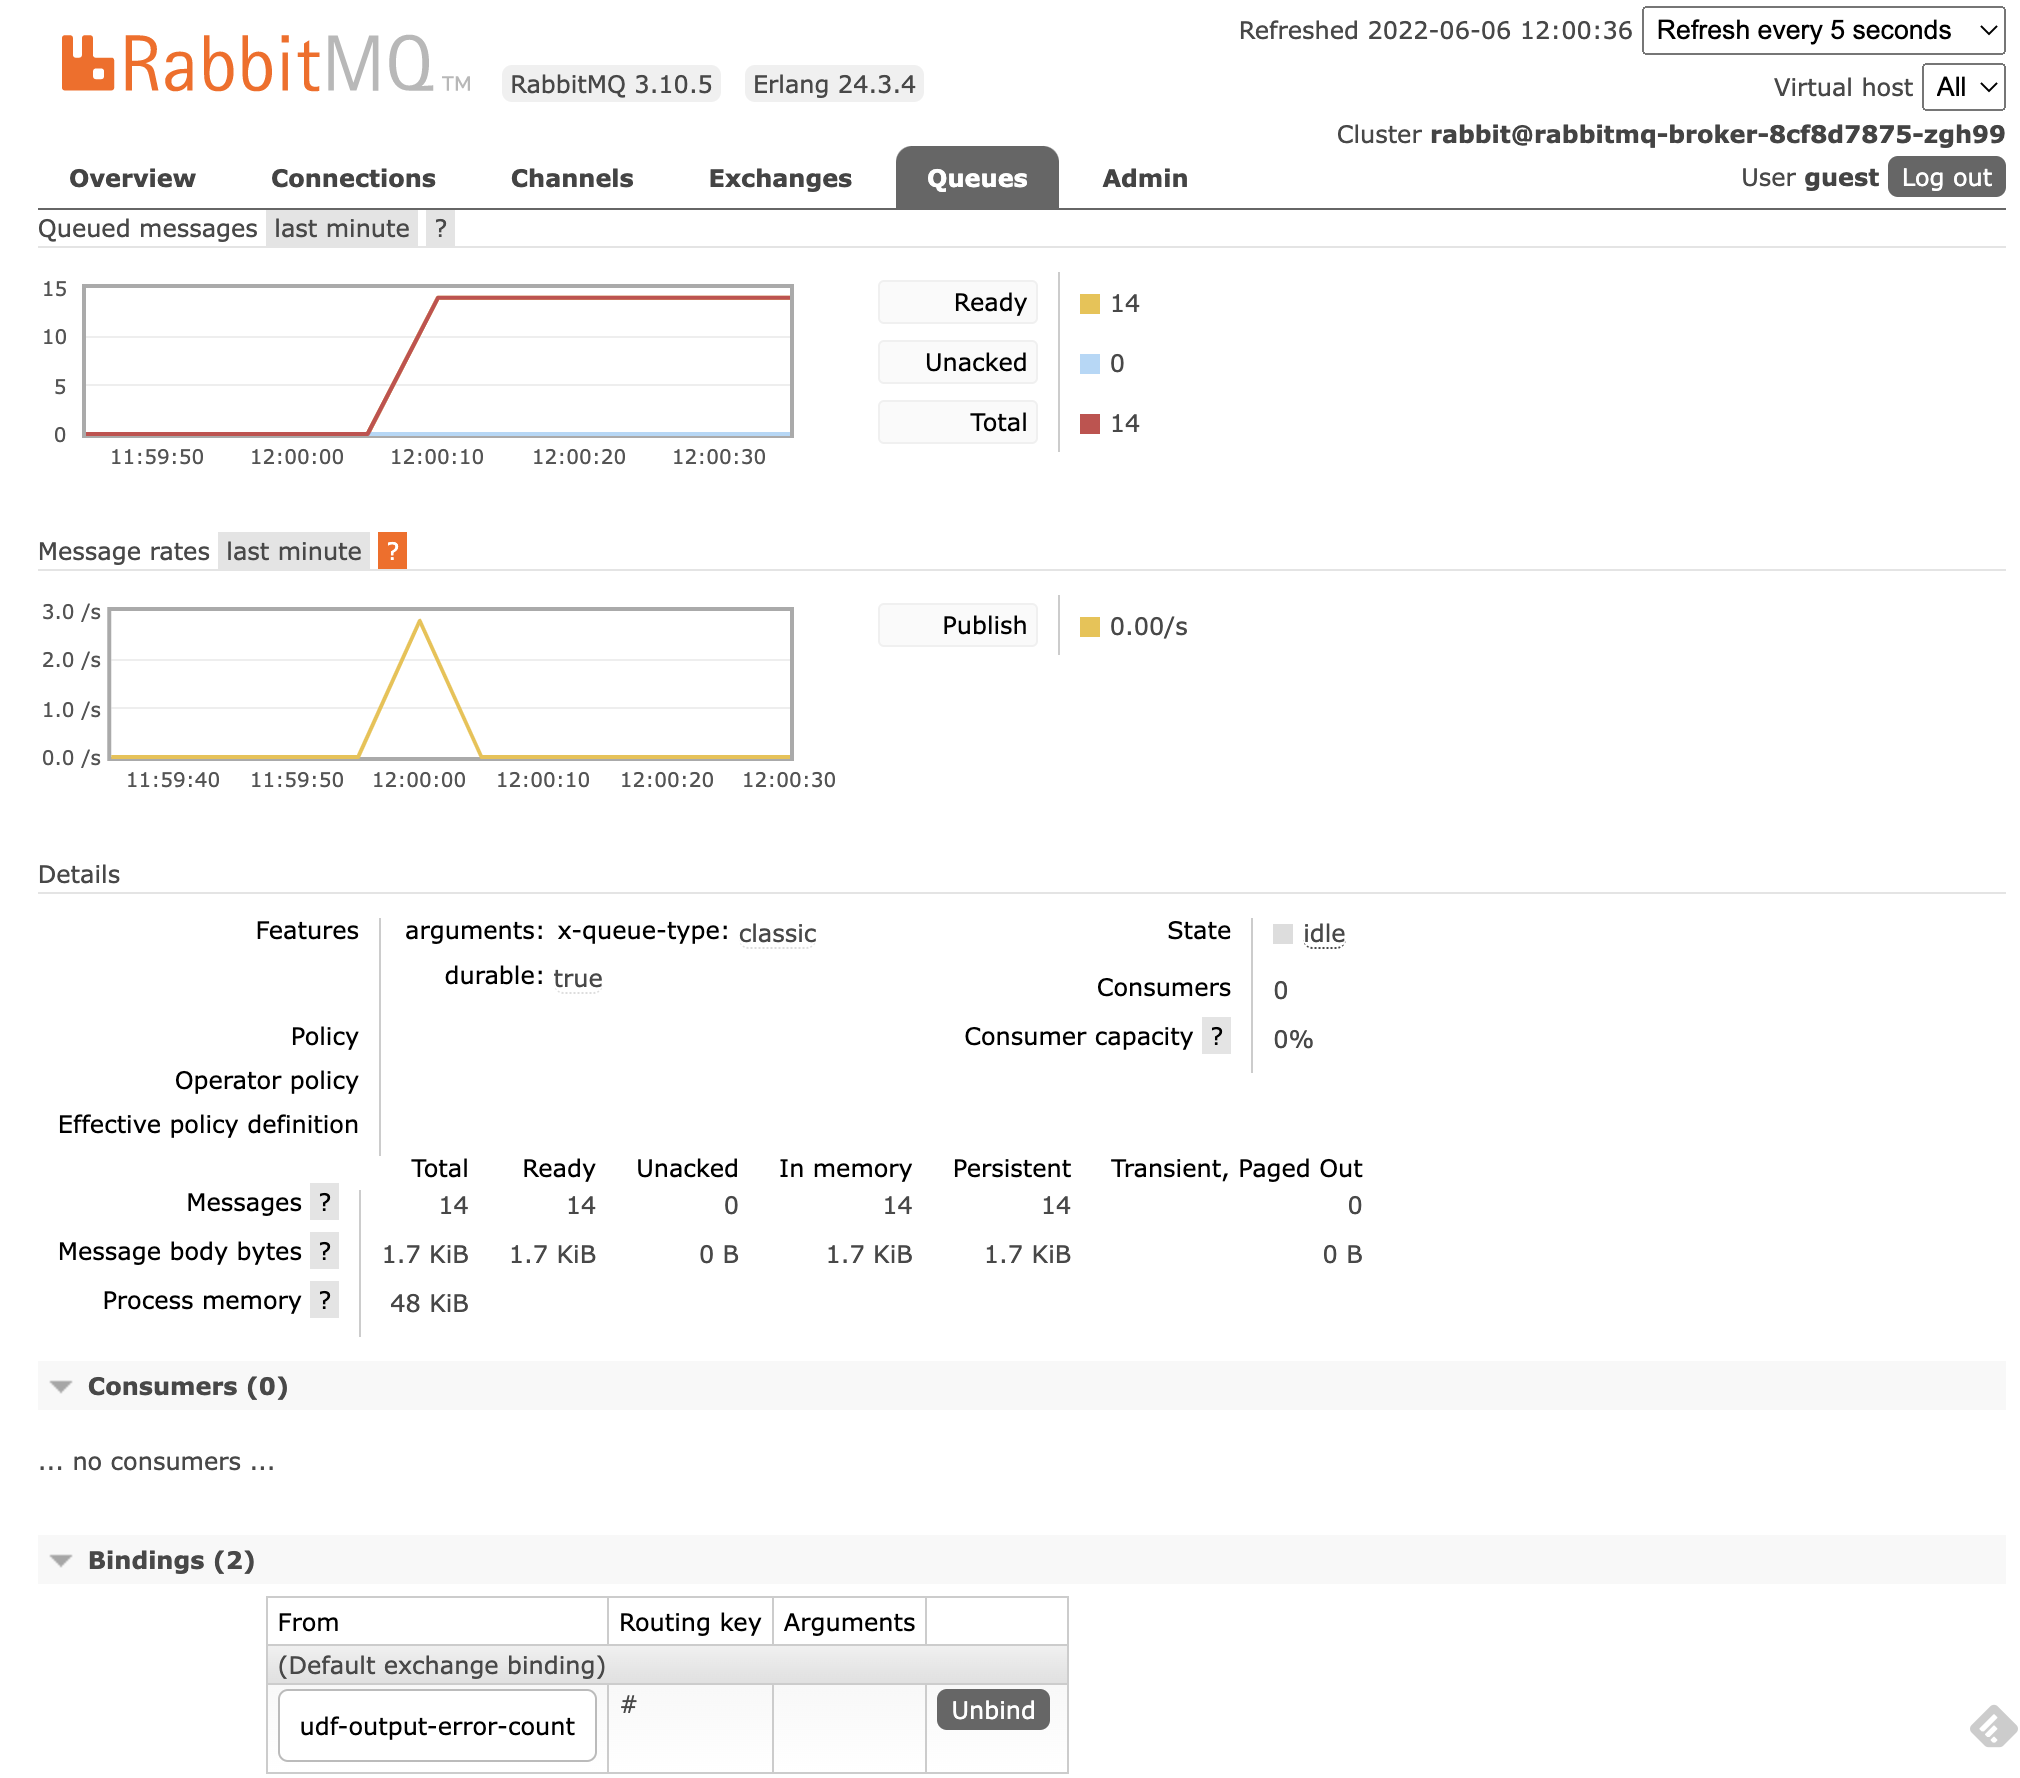 RabbitMQ TM
RabbitMQ 3.10.5 Erlang 24.3.4
Refreshed 2022-06-06 12:00:36 Refresh every 5 seconds
Virtual host All
Cluster rabbit@rabbitmq-broker-8cf8d7875-zgh99
User guest Log out
Overview Connections Channels Exchanges Queues Admin
Queued messages last minute ?
15
10
5
0
11:59:50 12:00:00 12:00:10 12:00:20 12:00:30
Ready 14
Unacked 0
Total 14
Message rates last minute ?
3.0 /s
2.0 /s
1.0 /s
0.0 /s
11:59:40 11:59:50 12:00:00 12:00:10 12:00:20 12:00:30
Publish 0.00/s
Details
Features arguments: x-queue-type: classic
durable: true
Policy
Operator policy
Effective policy definition
State idle
Consumers 0
Consumer capacity ? 0%
Total Ready Unacked In memory Persistent Transient, Paged Out
Messages ? 14 14 0 14 14 0
Message body bytes ? 1.7 KiB 1.7 KiB 0 B 1.7 KiB 1.7 KiB 0 B
Process memory ? 48 KiB
Consumers (0)
... no consumers ...
Bindings (2)
From Routing key Arguments
(Default exchange binding)
udf-output-error-count # Unbind